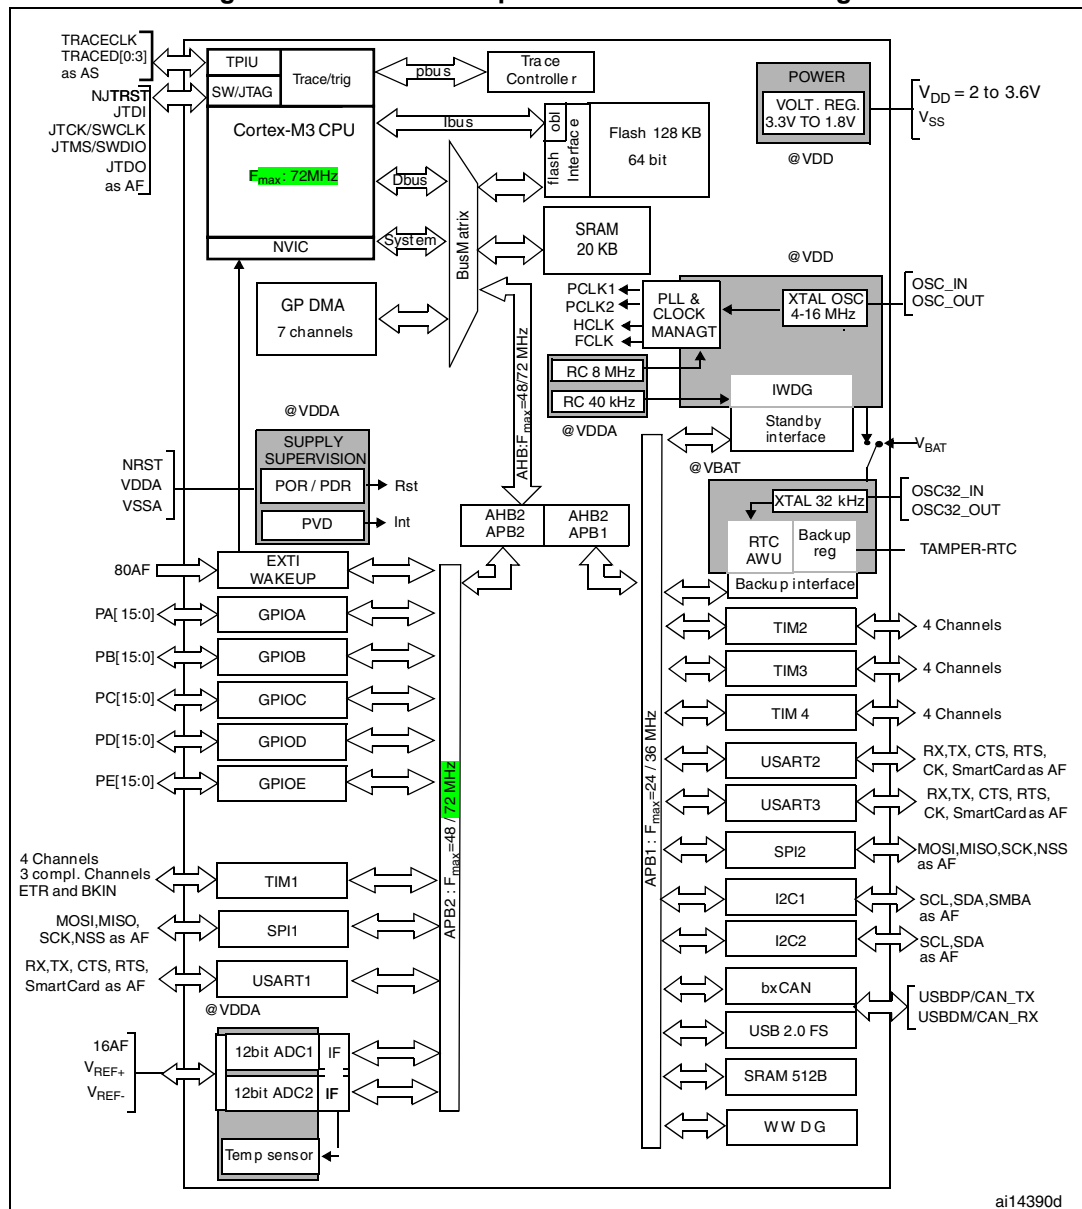 TRACECLK
TRACED[0:3]
as AS
NJTRST
JTDI
JTCK/SWCLK
JTMS/SWDIO
JTDO
as AF
TPIU
SW/JTAG
Trace/trig
Cortex-M3 CPU
Fmax: 72MHz
NVIC
pbus
Trace
Controller
Ibus
Dbus
System
BusMatrix
flash obl
Interface
Flash 128 KB
64 bit
SRAM
20 KB
POWER
VOLT. REG.
3.3V TO 1.8V
@VDD
VDD = 2 to 3.6V
VSS
GP DMA
7 channels
AHB:Fmax=48/72 MHz
@VDD
PCLK1
PCLK2
HCLK
FCLK
PLL &
CLOCK
MANAGT
XTAL OSC
4-16 MHz
OSC_IN
OSC_OUT
RC 8 MHz
RC 40 kHz
@VDDA
IWDG
Standby
interface
VBAT
@VBAT
@VDDA
SUPPLY
SUPERVISION
POR / PDR
PVD
Rst
Int
NRST
VDDA
VSSA
AHB2
APB2
AHB2
APB1
XTAL 32 kHz
OSC32_IN
OSC32_OUT
RTC
AWU
Backup
reg
TAMPER-RTC
Backup interface
80AF
EXTI
WAKEUP
PA[ 15:0]
GPIOA
PB[15:0]
GPIOB
PC[15:0]
GPIOC
PD[15:0]
GPIOD
PE[15:0]
GPIOE
4 Channels
3 compl. Channels
ETR and BKIN
TIM1
MOSI,MISO,
SCK,NSS as AF
SPI1
RX,TX, CTS, RTS,
SmartCard as AF
USART1
@VDDA
16AF
VREF+
VREF-
12bit ADC1
IF
12bit ADC2
IF
Temp sensor
APB2 : Fmax=48 / 72 MHz
APB1 : Fmax=24 / 36 MHz
TIM2
4 Channels
TIM3
4 Channels
TIM 4
4 Channels
USART2
RX,TX, CTS, RTS,
CK, SmartCard as AF
USART3
RX,TX, CTS, RTS,
CK, SmartCard as AF
SPI2
MOSI,MISO,SCK,NSS
as AF
I2C1
SCL,SDA,SMBA
as AF
I2C2
SCL,SDA
as AF
bxCAN
USBDP/CAN_TX
USBDM/CAN_RX
USB 2.0 FS
SRAM 512B
WWDG
ai14390d